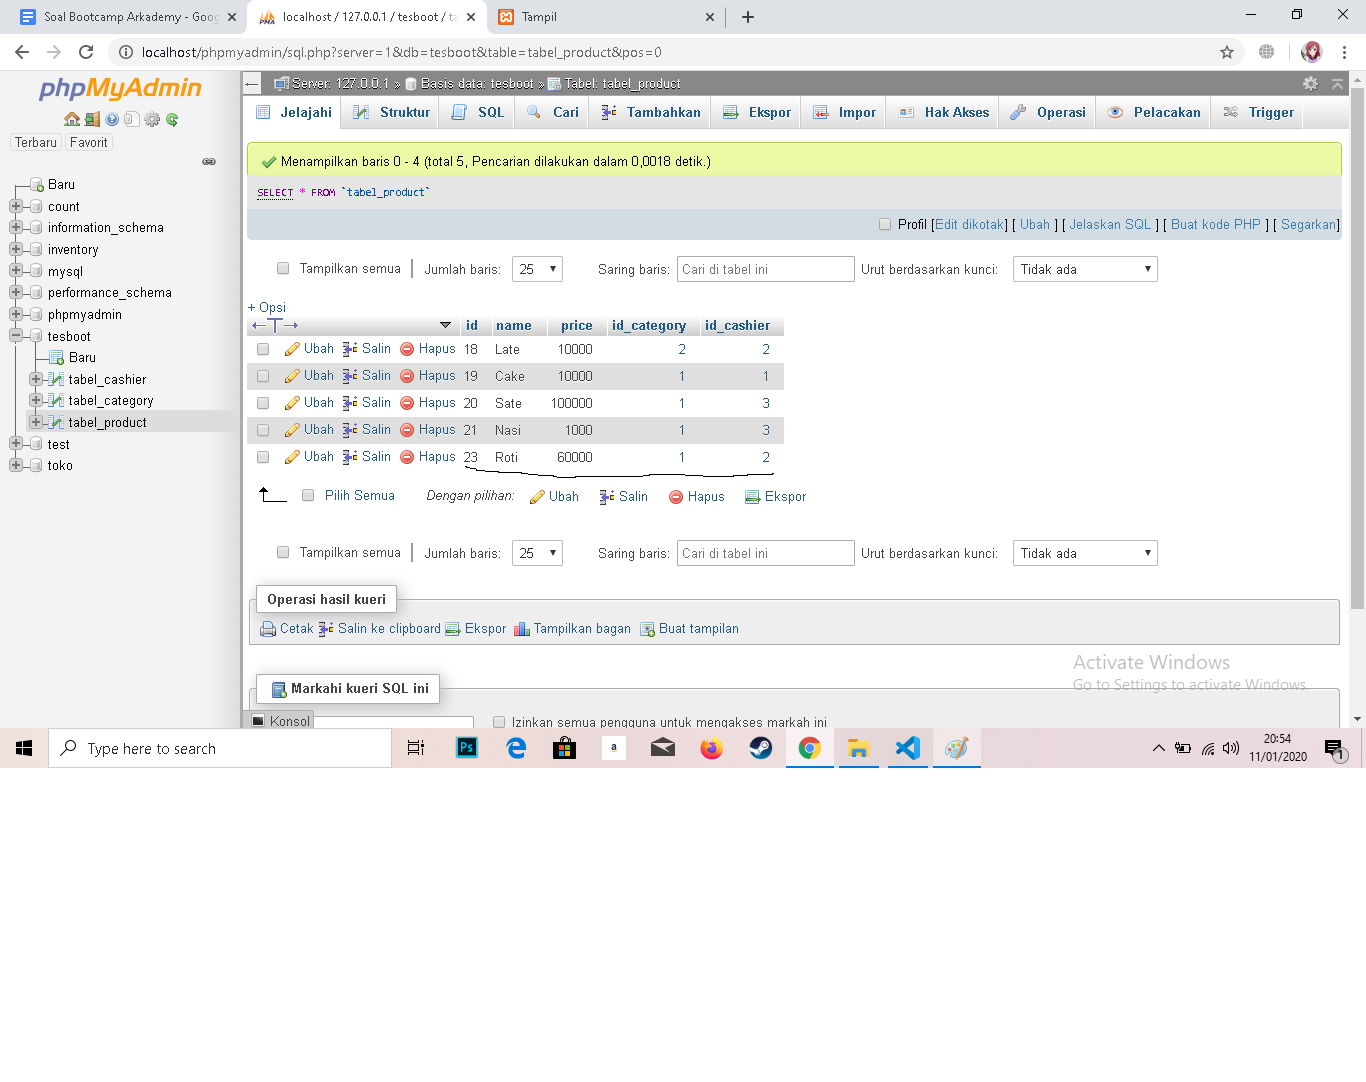 Soal Bootcamp Arkademy - Goo
localhost / 127.0.0.1 / tesboot / ta
Tampil
localhost/phpmyadmin/sql.php?server=1&db=tesboot&table=tabel_product&pos=0
phpMyAdmin
Terbaru Favorit
Baru
count
information_schema
inventory
mysql
performance_schema
phpmyadmin
tesboot
Baru
tabel_cashier
tabel_category
tabel_product
test
toko
Server: 127.0.0.1 » Basis data: tesboot » Tabel: tabel_product
Jelajahi Struktur SQL Cari Tambahkan Ekspor Impor Hak Akses Operasi Pelacakan Trigger
Menampilkan baris 0 - 4 (total 5, Pencarian dilakukan dalam 0,0018 detik.)
SELECT * FROM `tabel_product`
Profil [Edit dikotak] [ Ubah ] [ Jelaskan SQL ] [ Buat kode PHP ] [ Segarkan]
Tampilkan semua Jumlah baris: 25 Saring baris: Cari di tabel ini Urut berdasarkan kunci: Tidak ada
+ Opsi
←T→ id name price id_category id_cashier
Ubah Salin Hapus 18 Late 10000 2 2
Ubah Salin Hapus 19 Cake 10000 1 1
Ubah Salin Hapus 20 Sate 100000 1 3
Ubah Salin Hapus 21 Nasi 1000 1 3
Ubah Salin Hapus 23 Roti 60000 1 2
Pilih Semua Dengan pilihan: Ubah Salin Hapus Ekspor
Tampilkan semua Jumlah baris: 25 Saring baris: Cari di tabel ini Urut berdasarkan kunci: Tidak ada
Operasi hasil kueri
Cetak Salin ke clipboard Ekspor Tampilkan bagan Buat tampilan
Markahi kueri SQL ini
Konsol
Izinkan semua pengguna untuk mengakses markah ini
Activate Windows
Go to Settings to activate Windows.
Type here to search
Ps
a
20:54
11/01/2020
1